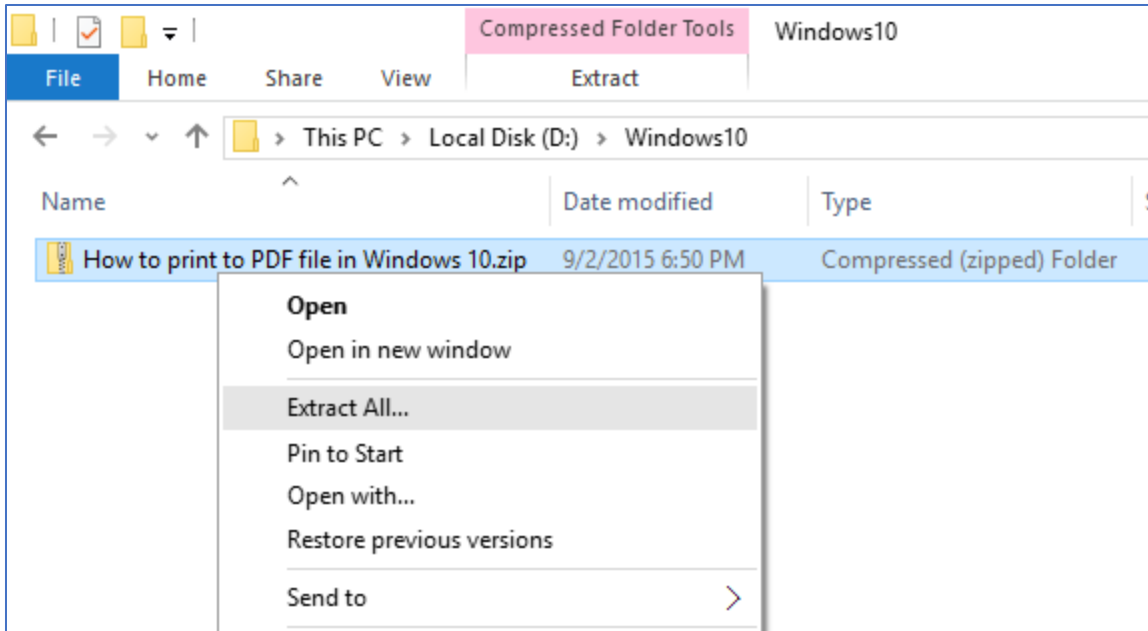 Compressed Folder Tools Windows10
File Home Share View Extract
This PC > Local Disk (D:) > Windows10
Name Date modified Type
How to print to PDF file in Windows 10.zip 9/2/2015 6:50 PM Compressed (zipped) Folder
Open
Open in new window
Extract All...
Pin to Start
Open with...
Restore previous versions
Send to